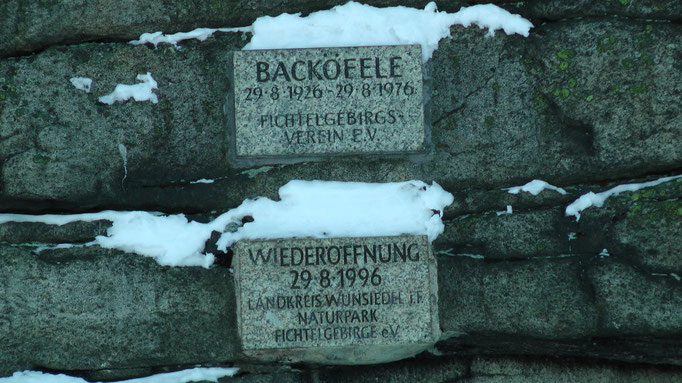 BACKÖFELE
29·8·1926-29·8·1976
FICHTELGEBIRGS-
VEREIN E.V.
WIEDERÖFFNUNG
29·8·1996
LANDKREIS WUNSIEDEL I.F.
NATURPARK
FICHTELGEBIRGE e.V.